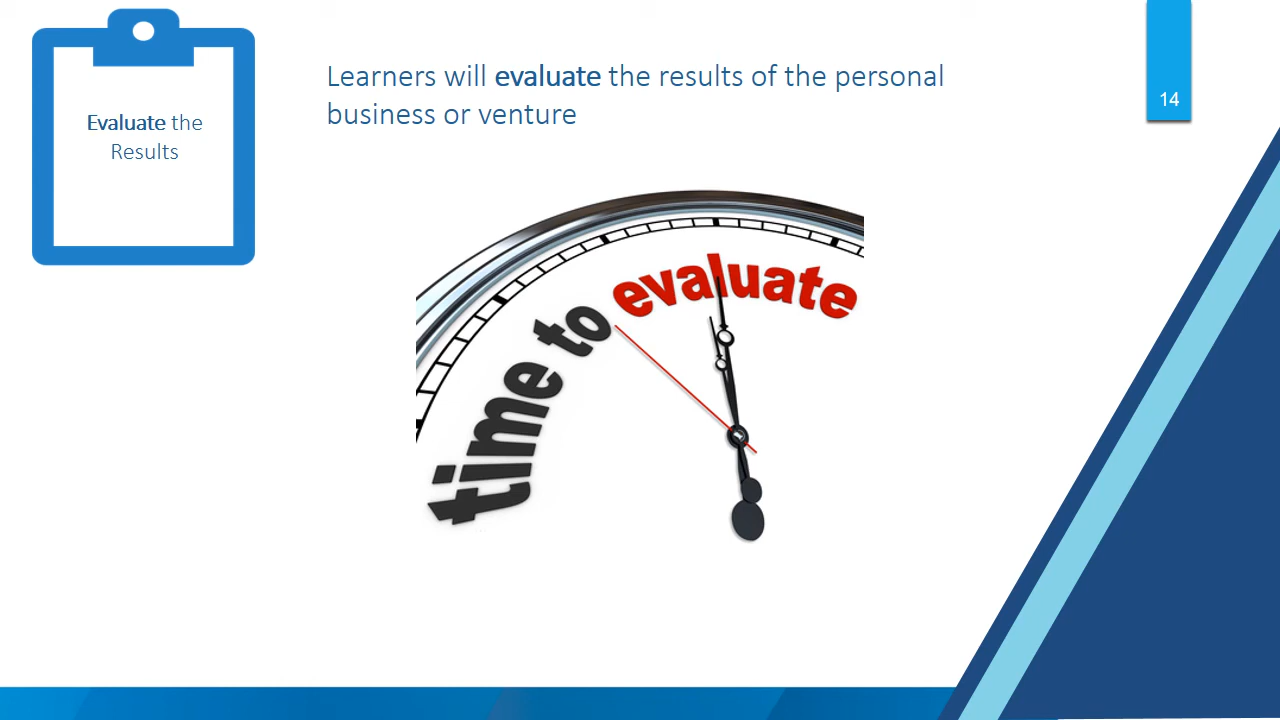 Evaluate the
Results
Learners will evaluate the results of the personal
business or venture
14
time to evaluate